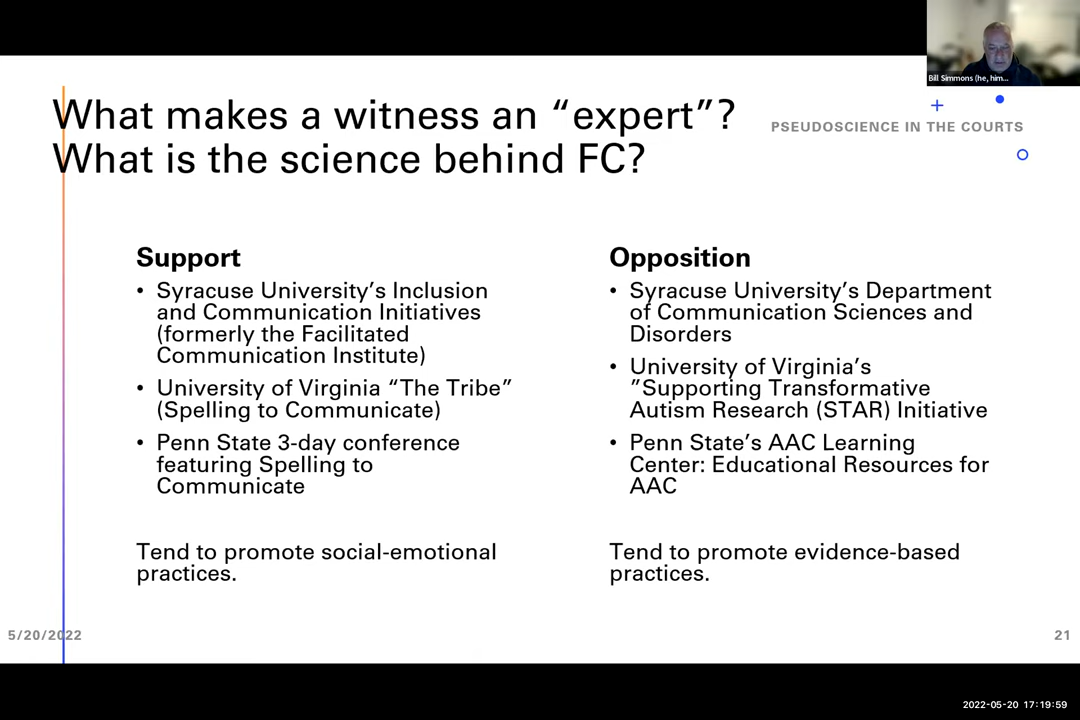 Bill Simmons (he, him...
What makes a witness an “expert”?
What is the science behind FC?
PSEUDOSCIENCE IN THE COURTS
Support
• Syracuse University’s Inclusion
and Communication Initiatives
(formerly the Facilitated
Communication Institute)
• University of Virginia “The Tribe”
(Spelling to Communicate)
• Penn State 3-day conference
featuring Spelling to
Communicate
Tend to promote social-emotional
practices.
Opposition
• Syracuse University’s Department
of Communication Sciences and
Disorders
• University of Virginia’s
”Supporting Transformative
Autism Research (STAR) Initiative
• Penn State’s AAC Learning
Center: Educational Resources for
AAC
Tend to promote evidence-based
practices.
5/20/2022
21
2022-05-20 17:19:59